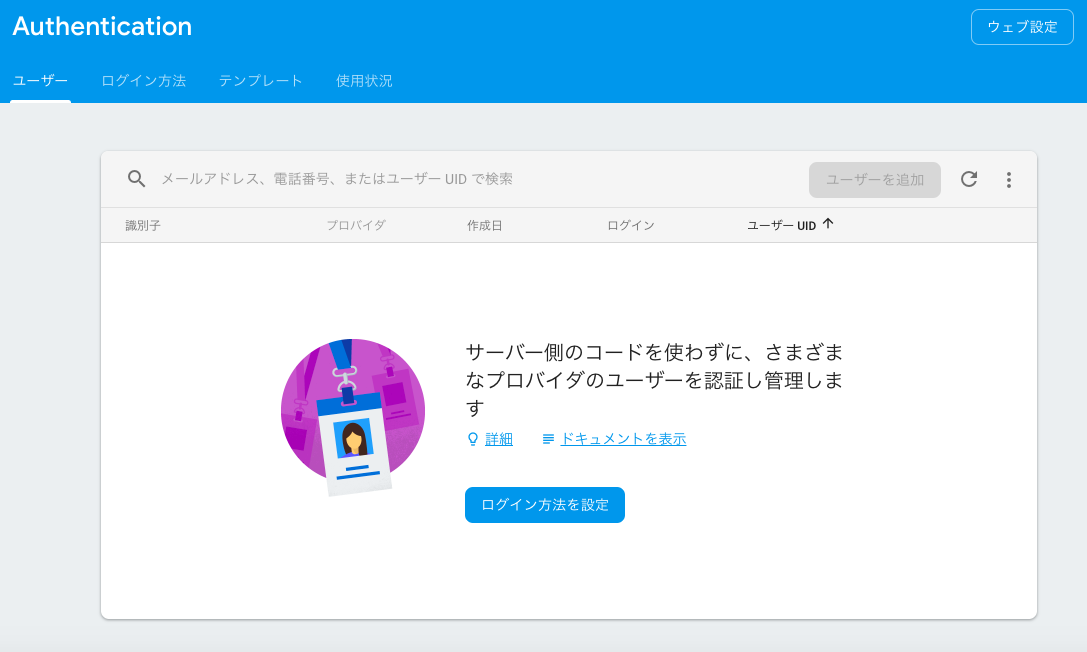 Authentication
ウェブ設定
ユーザー ログイン方法 テンプレート 使用状況
メールアドレス、電話番号、またはユーザー UID で検索
ユーザーを追加
識別子 プロバイダ 作成日 ログイン ユーザー UID
サーバー側のコードを使わずに、さまざま
なプロバイダのユーザーを認証し管理しま
す
詳細 ドキュメントを表示
ログイン方法を設定